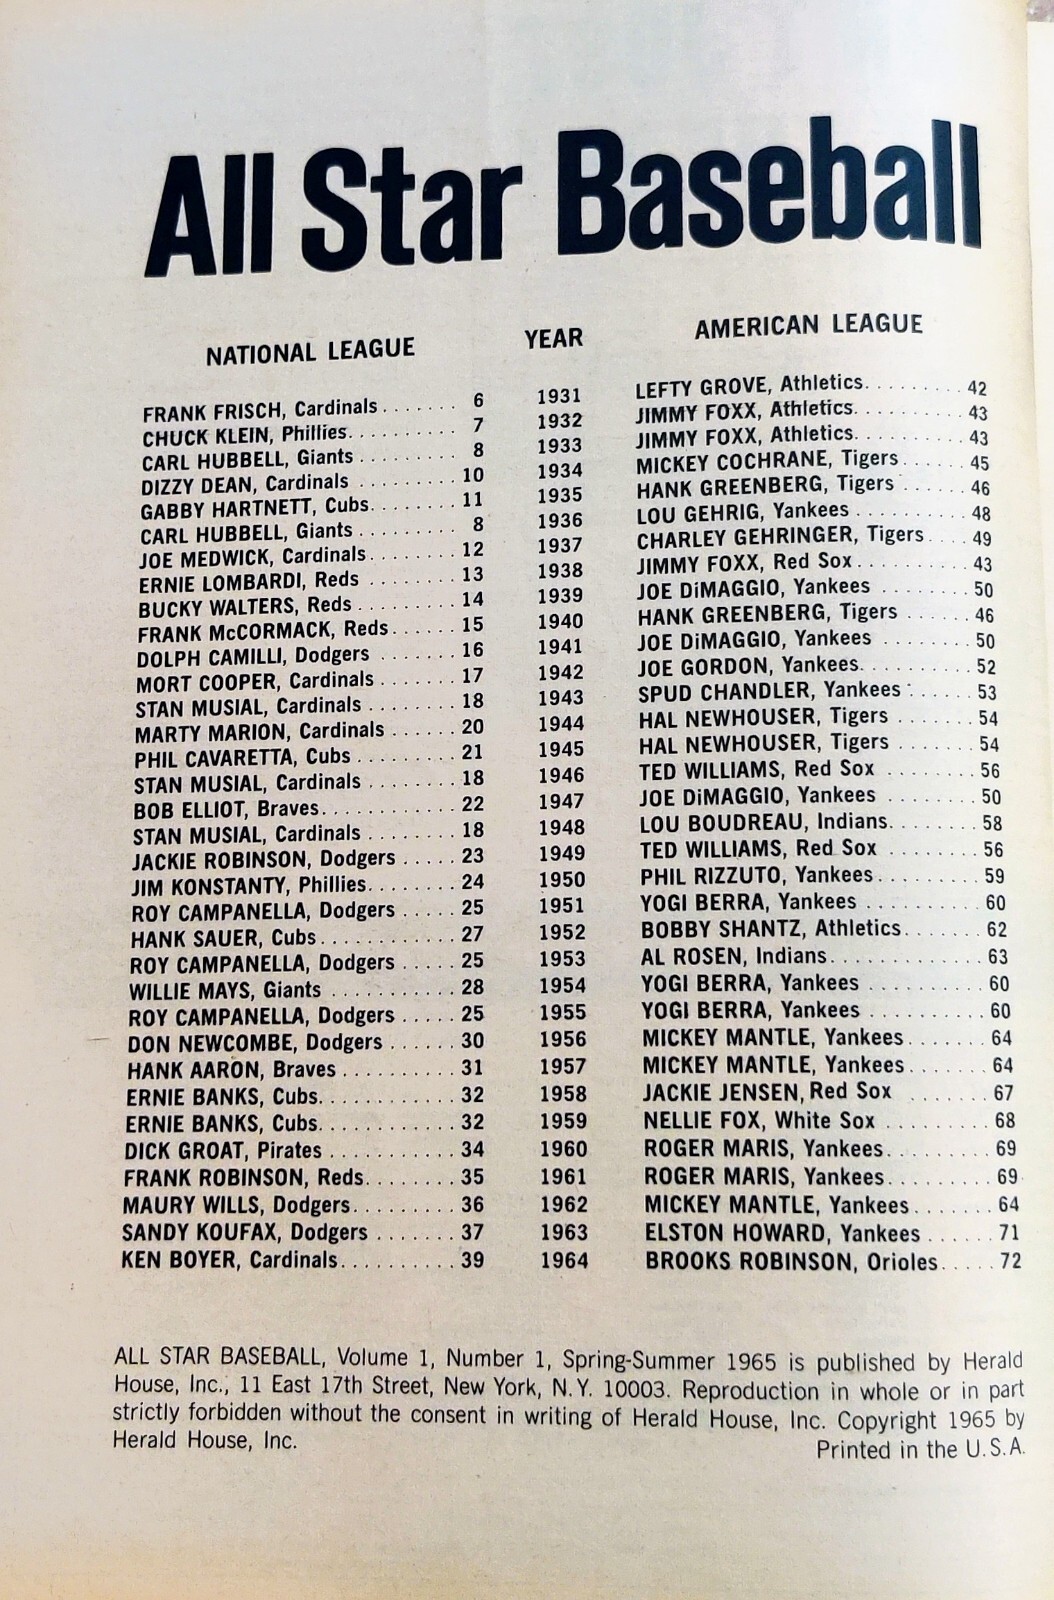 All Star Baseball
NATIONAL LEAGUE YEAR AMERICAN LEAGUE
FRANK FRISCH, Cardinals . . . . . . . 6 1931 LEFTY GROVE, Athletics. . . . . . . . . 42
CHUCK KLEIN, Phillies. . . . . . . . . . 7 1932 JIMMY FOXX, Athletics. . . . . . . . . . 43
CARL HUBBELL, Giants . . . . . . . . . 8 1933 JIMMY FOXX, Athletics. . . . . . . . . . 43
DIZZY DEAN, Cardinals . . . . . . . . . 10 1934 MICKEY COCHRANE, Tigers . . . . . . 45
GABBY HARTNETT, Cubs. . . . . . . . 11 1935 HANK GREENBERG, Tigers . . . . . . 46
CARL HUBBELL, Giants . . . . . . . . . 8 1936 LOU GEHRIG, Yankees . . . . . . . . . . 48
JOE MEDWICK, Cardinals. . . . . . . . 12 1937 CHARLEY GEHRINGER, Tigers . . . . 49
ERNIE LOMBARDI, Reds . . . . . . . . 13 1938 JIMMY FOXX, Red Sox . . . . . . . . . . 43
BUCKY WALTERS, Reds . . . . . . . . . 14 1939 JOE DiMAGGIO, Yankees . . . . . . . . 50
FRANK McCORMACK, Reds. . . . . . 15 1940 HANK GREENBERG, Tigers . . . . . . 46
DOLPH CAMILLI, Dodgers . . . . . . . 16 1941 JOE DiMAGGIO, Yankees . . . . . . . . 50
MORT COOPER, Cardinals . . . . . . . 17 1942 JOE GORDON, Yankees. . . . . . . . . . 52
STAN MUSIAL, Cardinals . . . . . . . . 18 1943 SPUD CHANDLER, Yankees . . . . . . 53
MARTY MARION, Cardinals . . . . . . 20 1944 HAL NEWHOUSER, Tigers . . . . . . . 54
PHIL CAVARETTA, Cubs . . . . . . . . . 21 1945 HAL NEWHOUSER, Tigers . . . . . . . 54
STAN MUSIAL, Cardinals . . . . . . . . 18 1946 TED WILLIAMS, Red Sox . . . . . . . . 56
BOB ELLIOT, Braves. . . . . . . . . . . . 22 1947 JOE DiMAGGIO, Yankees . . . . . . . . 50
STAN MUSIAL, Cardinals . . . . . . . . 18 1948 LOU BOUDREAU, Indians. . . . . . . . 58
JACKIE ROBINSON, Dodgers . . . . . 23 1949 TED WILLIAMS, Red Sox . . . . . . . . 56
JIM KONSTANTY, Phillies. . . . . . . . 24 1950 PHIL RIZZUTO, Yankees . . . . . . . . . 59
ROY CAMPANELLA, Dodgers . . . . . 25 1951 YOGI BERRA, Yankees . . . . . . . . . . 60
HANK SAUER, Cubs . . . . . . . . . . . . 27 1952 BOBBY SHANTZ, Athletics. . . . . . . 62
ROY CAMPANELLA, Dodgers . . . . . 25 1953 AL ROSEN, Indians. . . . . . . . . . . . . 63
WILLIE MAYS, Giants . . . . . . . . . . . 28 1954 YOGI BERRA, Yankees . . . . . . . . . . 60
ROY CAMPANELLA, Dodgers . . . . . 25 1955 YOGI BERRA, Yankees . . . . . . . . . . 60
DON NEWCOMBE, Dodgers . . . . . . 30 1956 MICKEY MANTLE, Yankees . . . . . . . 64
HANK AARON, Braves . . . . . . . . . . 31 1957 MICKEY MANTLE, Yankees . . . . . . . 64
ERNIE BANKS, Cubs. . . . . . . . . . . . 32 1958 JACKIE JENSEN, Red Sox . . . . . . . 67
ERNIE BANKS, Cubs. . . . . . . . . . . . 32 1959 NELLIE FOX, White Sox . . . . . . . . . 68
DICK GROAT, Pirates . . . . . . . . . . . 34 1960 ROGER MARIS, Yankees. . . . . . . . . 69
FRANK ROBINSON, Reds. . . . . . . . 35 1961 ROGER MARIS, Yankees. . . . . . . . . 69
MAURY WILLS, Dodgers. . . . . . . . . 36 1962 MICKEY MANTLE, Yankees . . . . . . . 64
SANDY KOUFAX, Dodgers . . . . . . . 37 1963 ELSTON HOWARD, Yankees . . . . . . 71
KEN BOYER, Cardinals. . . . . . . . . . 39 1964 BROOKS ROBINSON, Orioles. . . . . 72
ALL STAR BASEBALL, Volume 1, Number 1, Spring-Summer 1965 is published by Herald
House, Inc., 11 East 17th Street, New York, N.Y. 10003. Reproduction in whole or in part
strictly forbidden without the consent in writing of Herald House, Inc. Copyright 1965 by
Herald House, Inc. Printed in the U.S.A.